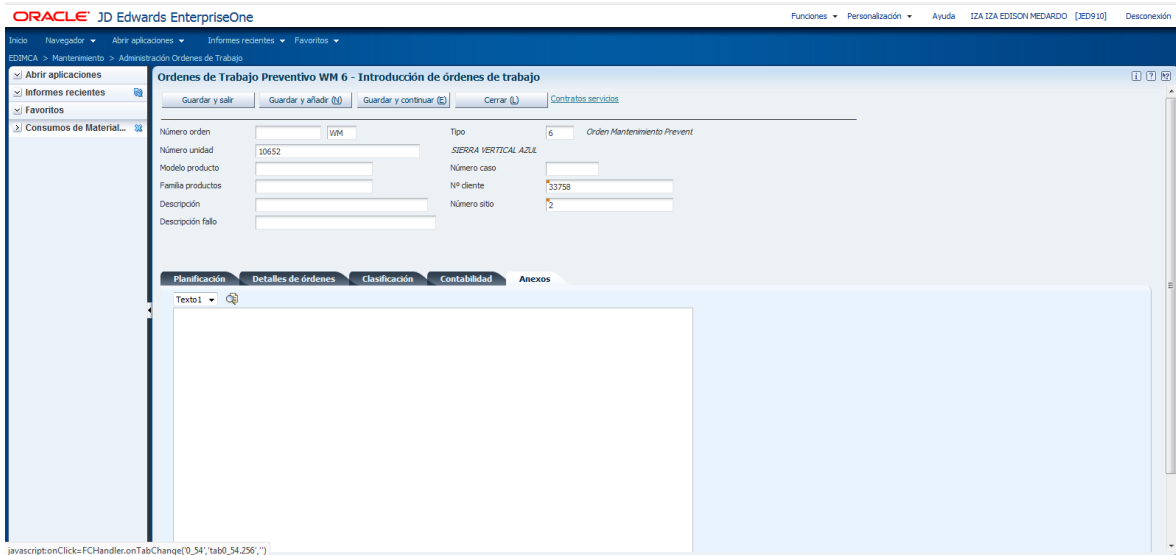 ORACLE JD Edwards EnterpriseOne
Funciones Personalización Ayuda IZA IZA EDISON MEDARDO [JED910] Desconexión
Inicio Navegador Abrir aplicaciones Informes recientes Favoritos
EDIMCA > Mantenimiento > Administración Ordenes de Trabajo
Abrir aplicaciones
Informes recientes
Favoritos
Consumos de Material...
Ordenes de Trabajo Preventivo WM 6 - Introducción de órdenes de trabajo
Guardar y salir Guardar y añadir (N) Guardar y continuar (E) Cerrar (L) Contratos servicios
Número orden WM Tipo 6 Orden Mantenimiento Prevent
Número unidad 10652 SIERRA VERTICAL AZUL
Modelo producto Número caso
Familia productos Nº cliente 33758
Descripción Número sitio 2
Descripción fallo
Planificación Detalles de órdenes Clasificación Contabilidad Anexos
Texto1
javascript:onClick=FCHandler.onTabChange('0_54','tab0_54.256','')